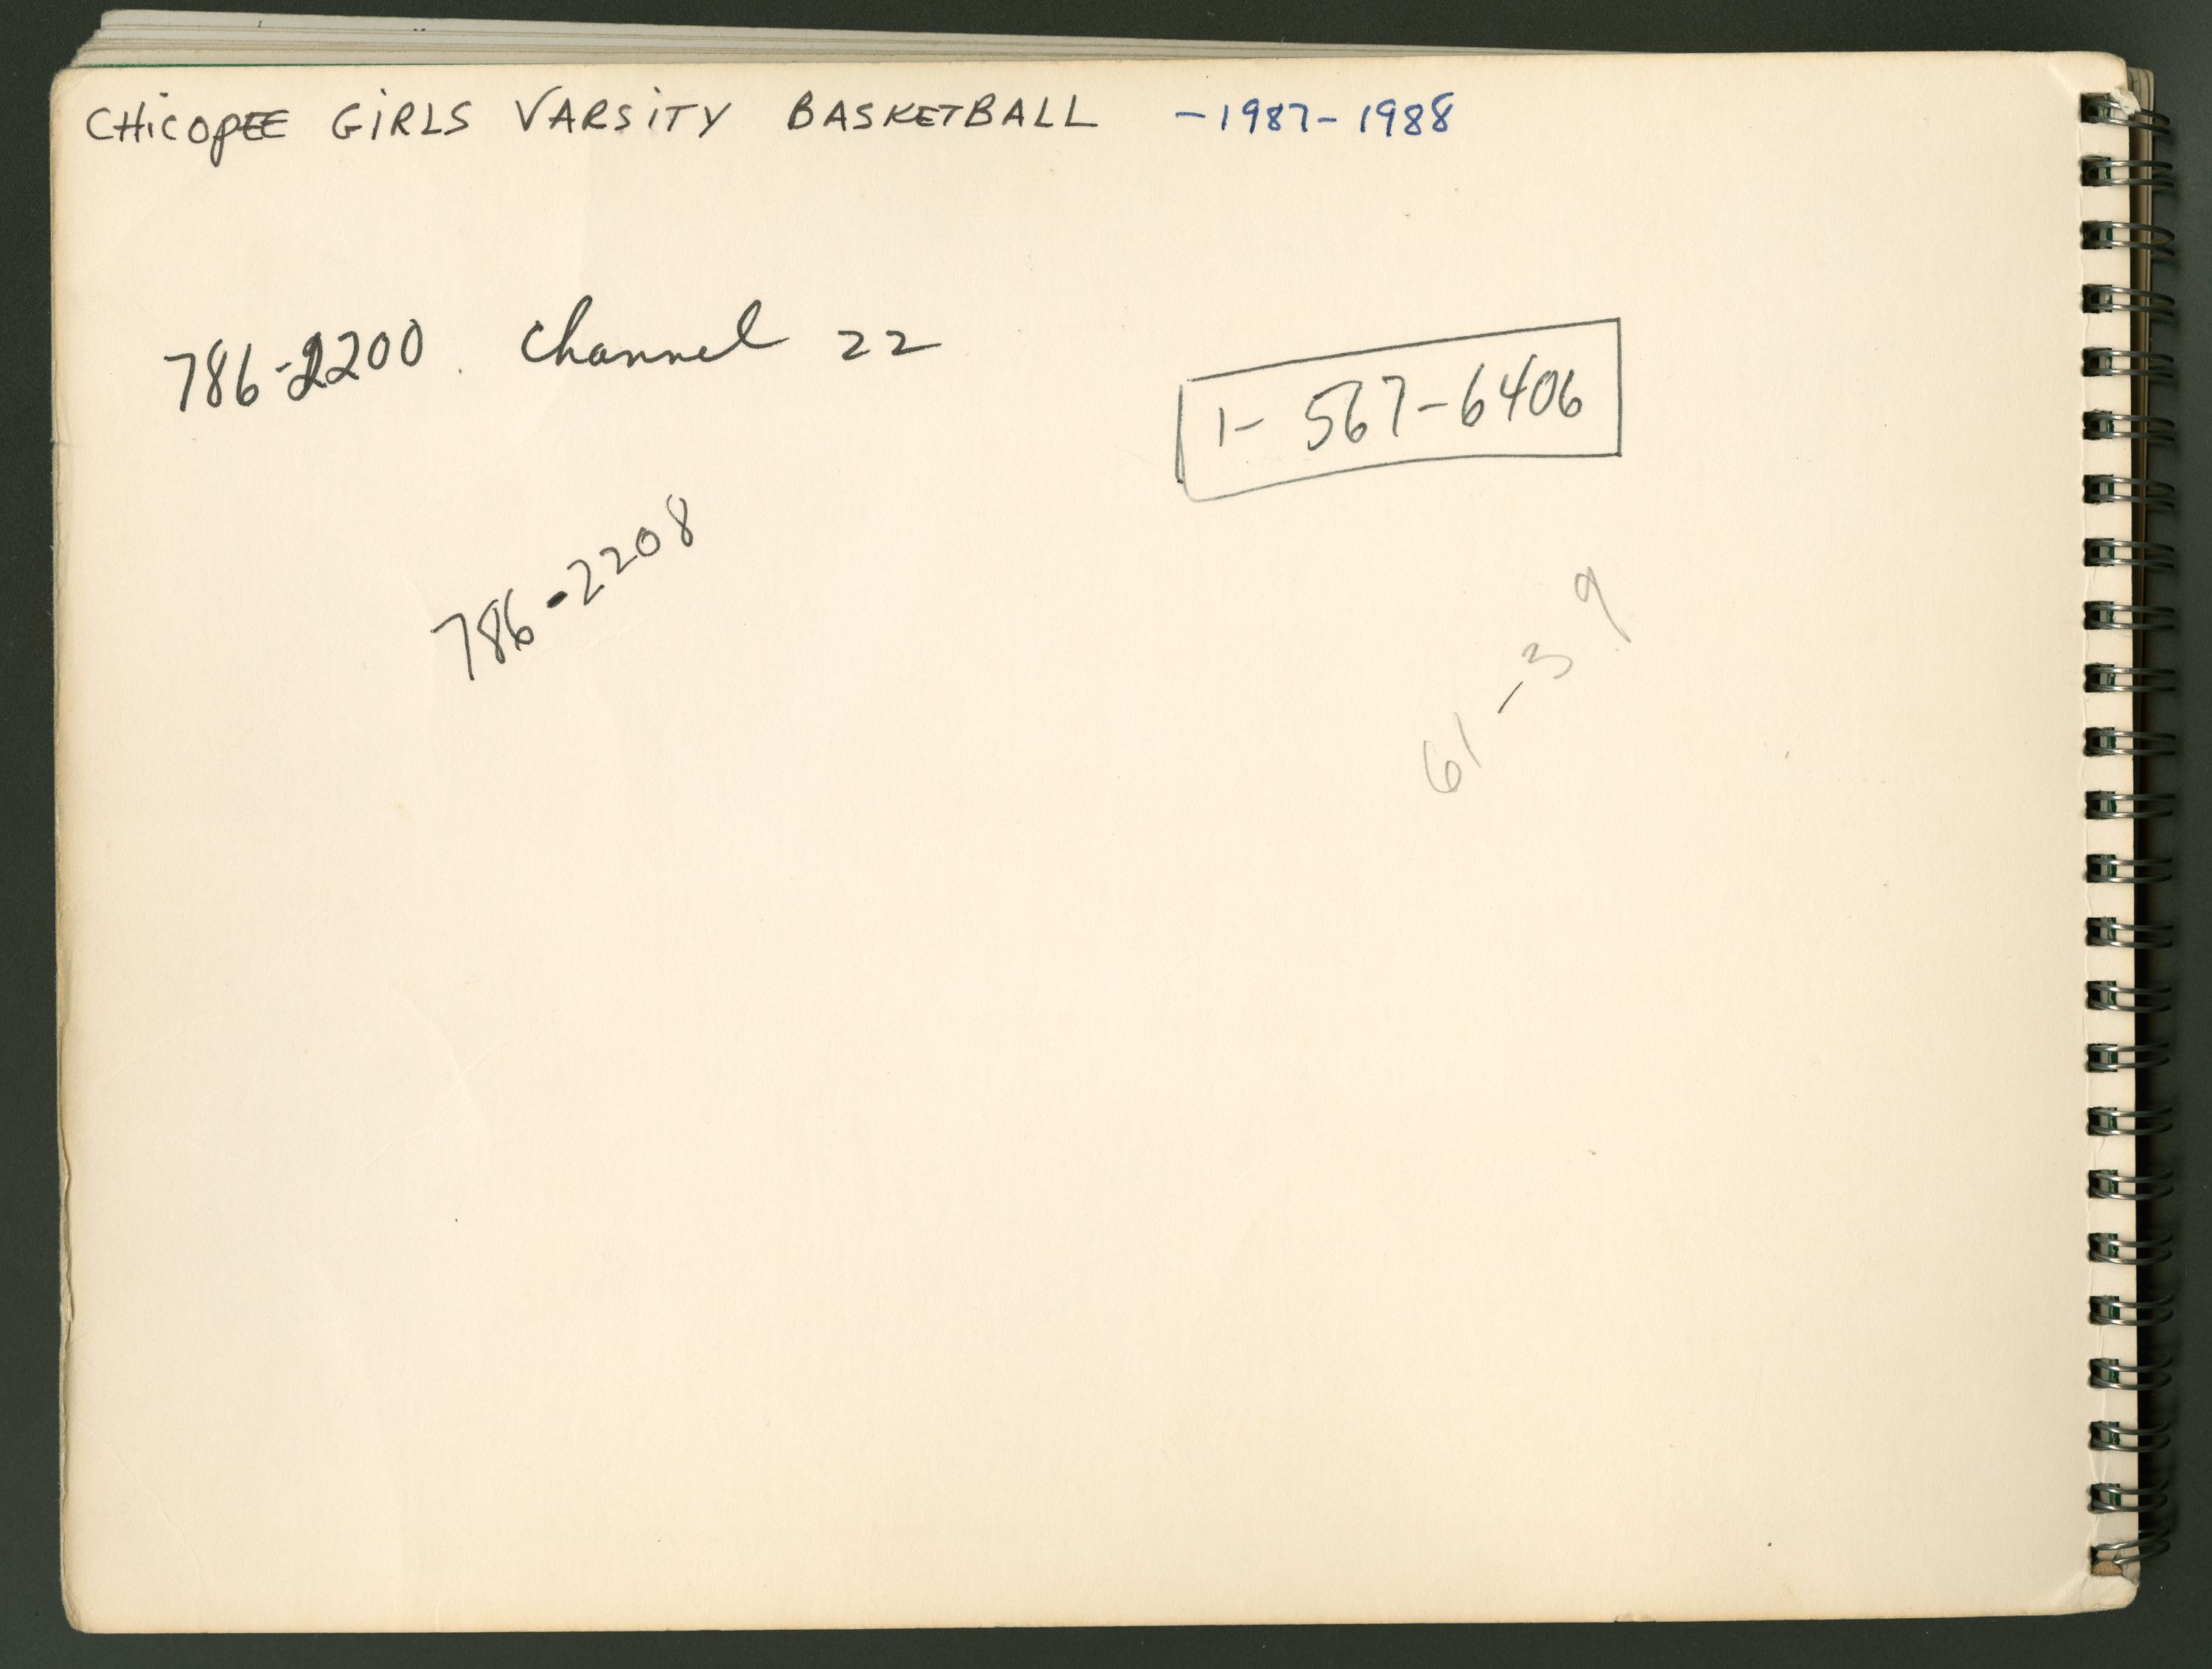 CHiCOPEE GiRLS VARSiTY BASKETBALL - 1987 - 1988
786-2200. Channel 22
1- 567-6406
786-2208
61-39